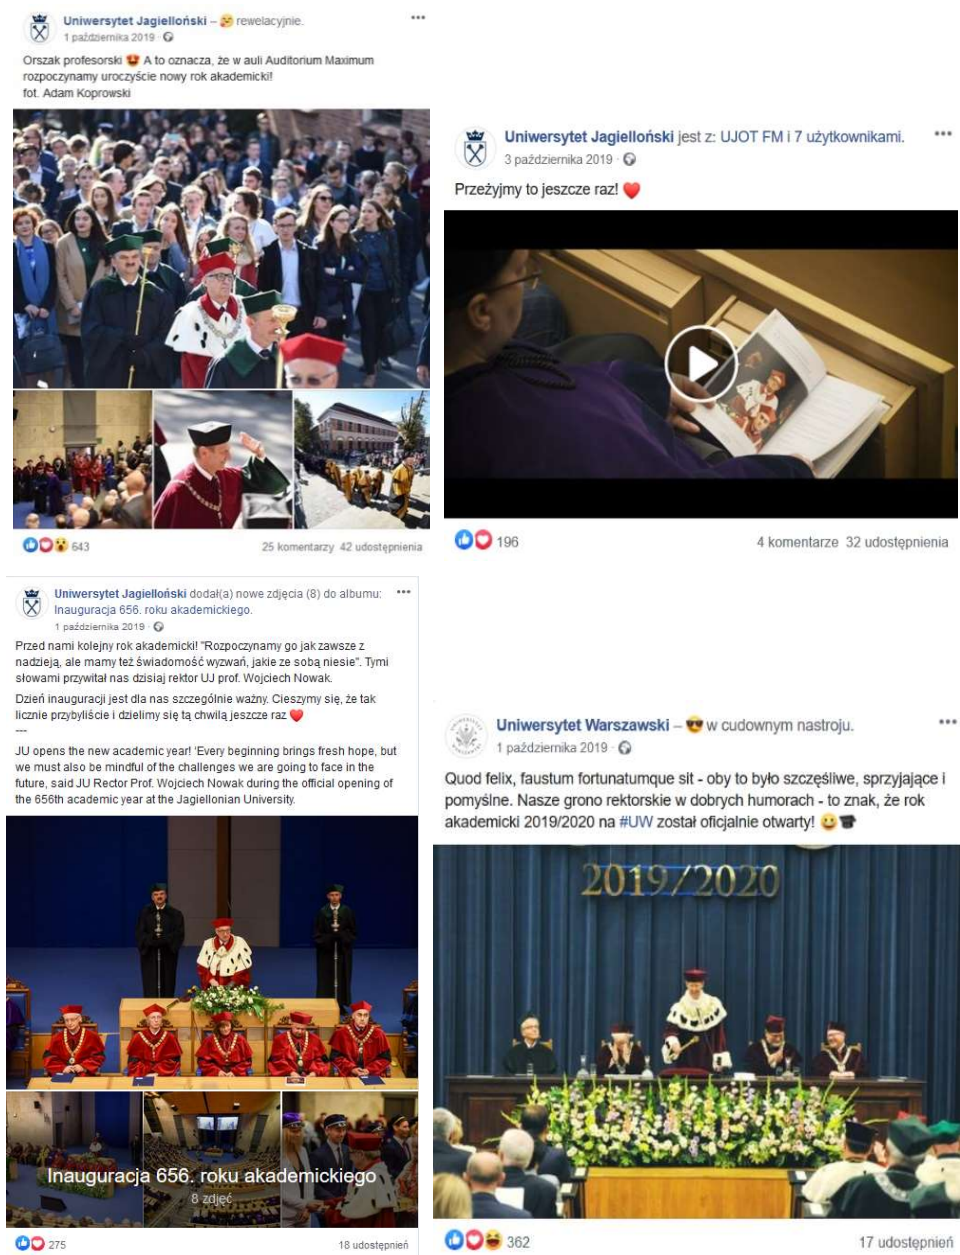 Uniwersytet Jagielloński – rewelacyjnie.
1 października 2019
Orszak profesorski 😍 A to oznacza, że w auli Auditorium Maximum
rozpoczynamy uroczyście nowy rok akademicki!
fot. Adam Koprowski
643
25 komentarzy 42 udostępnienia
Uniwersytet Jagielloński jest z: UJOT FM i 7 użytkownikami.
3 października 2019
Przeżyjmy to jeszcze raz! ❤️
196
4 komentarze 32 udostępnienia
Uniwersytet Jagielloński dodał(a) nowe zdjęcia (8) do albumu:
Inauguracja 656. roku akademickiego.
1 października 2019
Przed nami kolejny rok akademicki! "Rozpoczynamy go jak zawsze z
nadzieją, ale mamy też świadomość wyzwań, jakie ze sobą niesie". Tymi
słowami przywitał nas dzisiaj rektor UJ prof. Wojciech Nowak.
Dzień inauguracji jest dla nas szczególnie ważny. Cieszymy się, że tak
licznie przybyliście i dzielimy się tą chwilą jeszcze raz ❤️
---
JU opens the new academic year! 'Every beginning brings fresh hope, but
we must also be mindful of the challenges we are going to face in the
future, said JU Rector Prof. Wojciech Nowak during the official opening of
the 656th academic year at the Jagiellonian University.
Inauguracja 656. roku akademickiego
8 zdjęć
275
18 udostępnień
Uniwersytet Warszawski – 😎 w cudownym nastroju.
1 października 2019
Quod felix, faustum fortunatumque sit - oby to było szczęśliwe, sprzyjające i
pomyślne. Nasze grono rektorskie w dobrych humorach - to znak, że rok
akademicki 2019/2020 na #UW został oficjalnie otwarty! 😀🎓
2019/2020
362
17 udostępnień